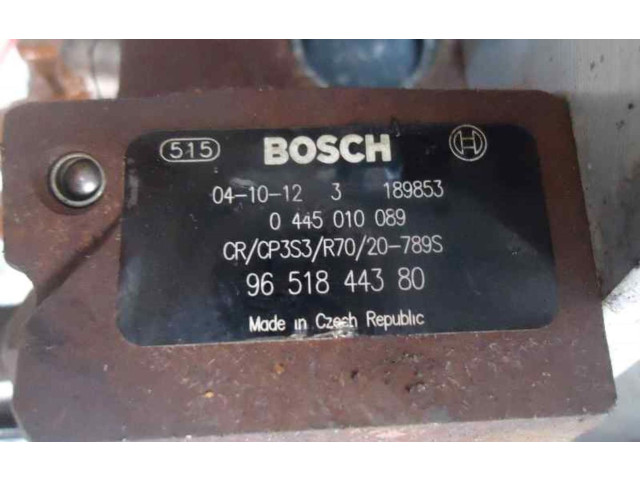 515 BOSCH
04-10-12 3 189853
0 445 010 089
CR/CP3S3/R70/20-789S
96 518 443 80
Made in Czech Republic